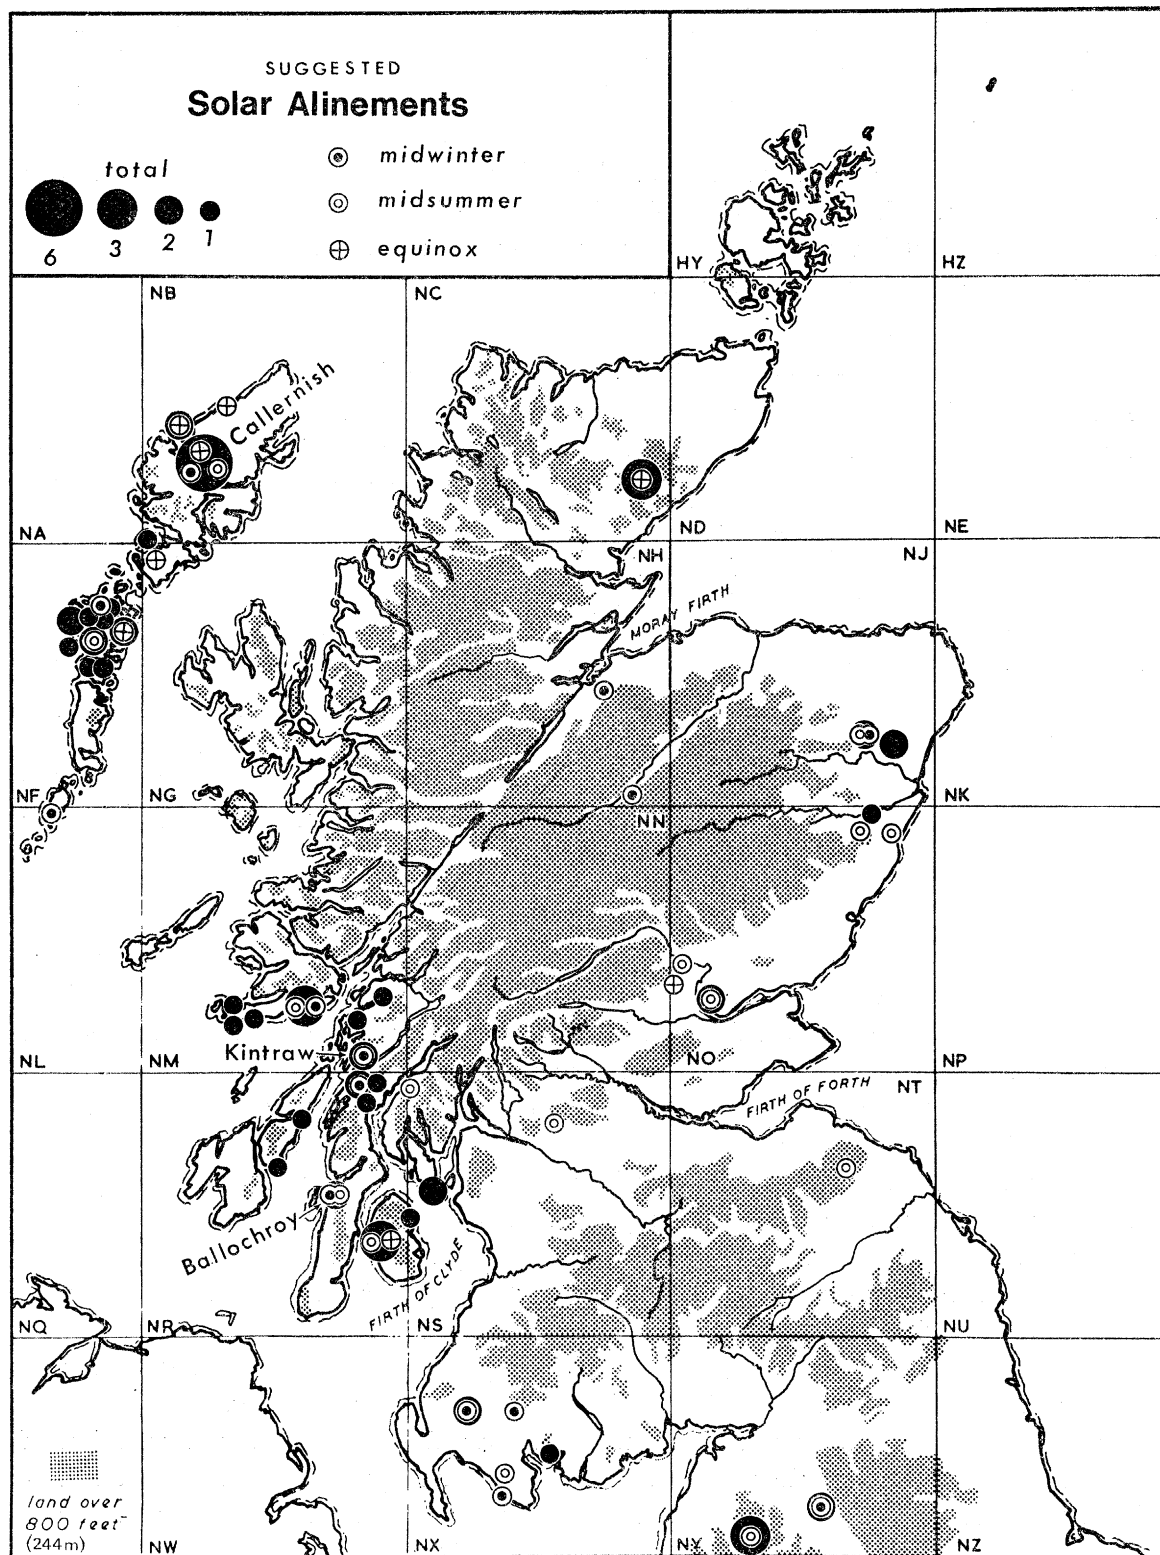 SUGGESTED
Solar Alinements
total
6 3 2 1
midwinter
midsummer
equinox
HY HZ
NB NC
Callernish
NA ND NE
NH NJ
MORAY FIRTH
NF NG NK
NN
Kintraw
NL NM NO NP
NT
FIRTH OF FORTH
Ballochroy
FIRTH OF CLYDE
NQ NR NS NU
land over
800 feet
(244m)
NW NX NY NZ